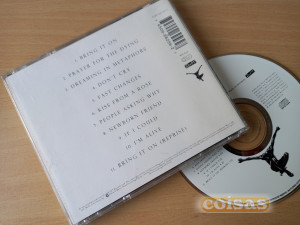 1. BRING IT ON
2. PRAYER FOR THE DYING
3. DREAMING IN METAPHORS
4. DON'T CRY
5. FAST CHANGES
6. KISS FROM A ROSE
7. PEOPLE ASKING WHY
8. NEWBORN FRIEND
9. IF I COULD
10. I'M ALIVE
11. BRING IT ON (REPRISE)
coisas